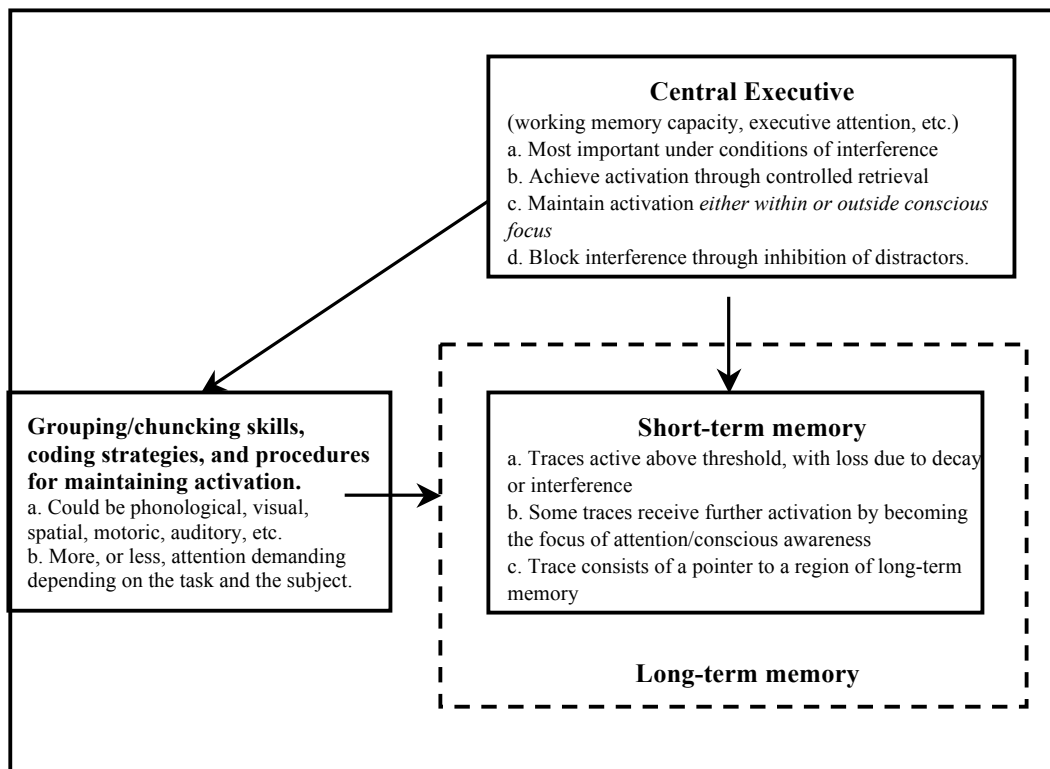 Central Executive
(working memory capacity, executive attention, etc.)
a. Most important under conditions of interference
b. Achieve activation through controlled retrieval
c. Maintain activation either within or outside conscious
focus
d. Block interference through inhibition of distractors.
Grouping/chuncking skills,
coding strategies, and procedures
for maintaining activation.
a. Could be phonological, visual,
spatial, motoric, auditory, etc.
b. More, or less, attention demanding
depending on the task and the subject.
Short-term memory
a. Traces active above threshold, with loss due to decay
or interference
b. Some traces receive further activation by becoming
the focus of attention/conscious awareness
c. Trace consists of a pointer to a region of long-term
memory
Long-term memory